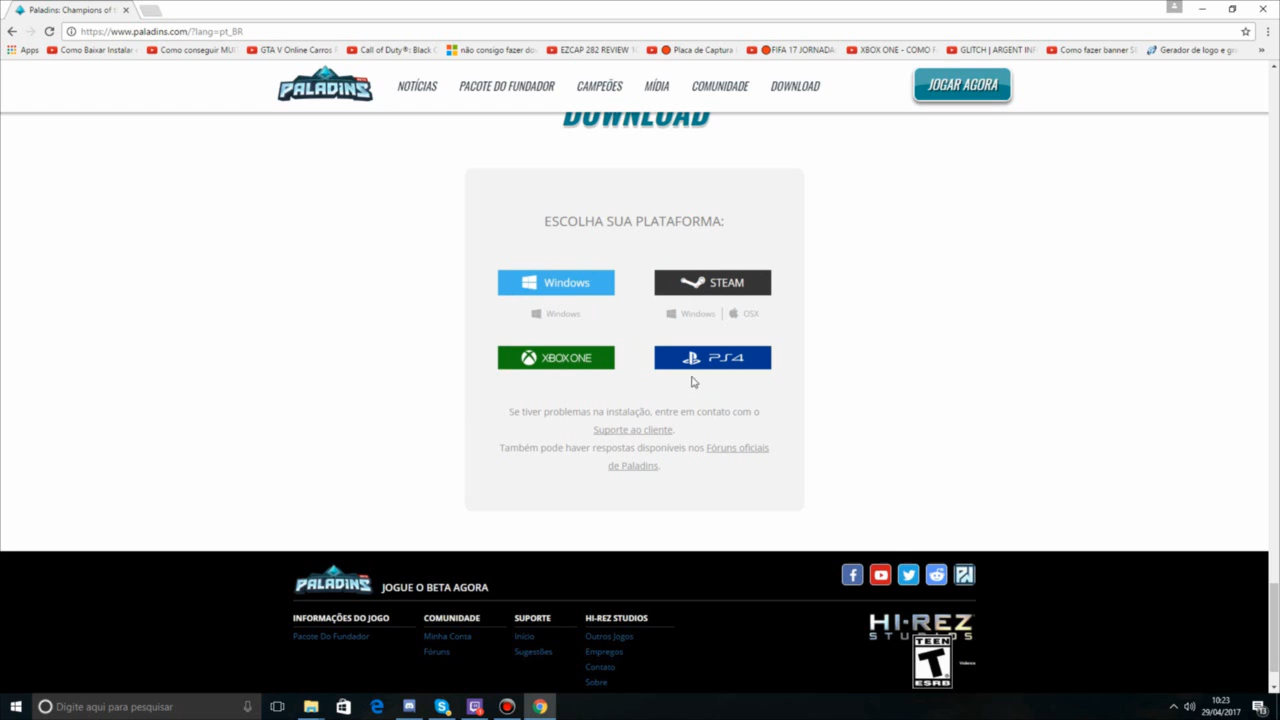 Paladins: Champions of t
https://www.paladins.com/?lang=pt_BR
Apps
Como Baixar Instalar
Como conseguir MUI
GTA V Online Carros
Call of Duty®: Black
não consigo fazer do
EZCAP 282 REVIEW
Placa de Captura
FIFA 17 JORNADA
XBOX ONE - COMO
GLITCH | ARGENT INF
Como fazer banner
Gerador de logo e gr
PALADINS BETA
NOTÍCIAS
PACOTE DO FUNDADOR
CAMPEÕES
MÍDIA
COMUNIDADE
DOWNLOAD
JOGAR AGORA
DOWNLOAD
ESCOLHA SUA PLATAFORMA:
Windows
STEAM
Windows
Windows | OSX
XBOX ONE
PS4
Se tiver problemas na instalação, entre em contato com o
Suporte ao cliente.
Também pode haver respostas disponíveis nos Fóruns oficiais
de Paladins.
PALADINS BETA
JOGUE O BETA AGORA
INFORMAÇÕES DO JOGO
Pacote Do Fundador
COMUNIDADE
Minha Conta
Fóruns
SUPORTE
Início
Sugestões
HI-REZ STUDIOS
Outros Jogos
Empregos
Contato
Sobre
HI-REZ
STUDIOS
TEEN
T
ESRB
Violence
Digite aqui para pesquisar
10:23
29/04/2017